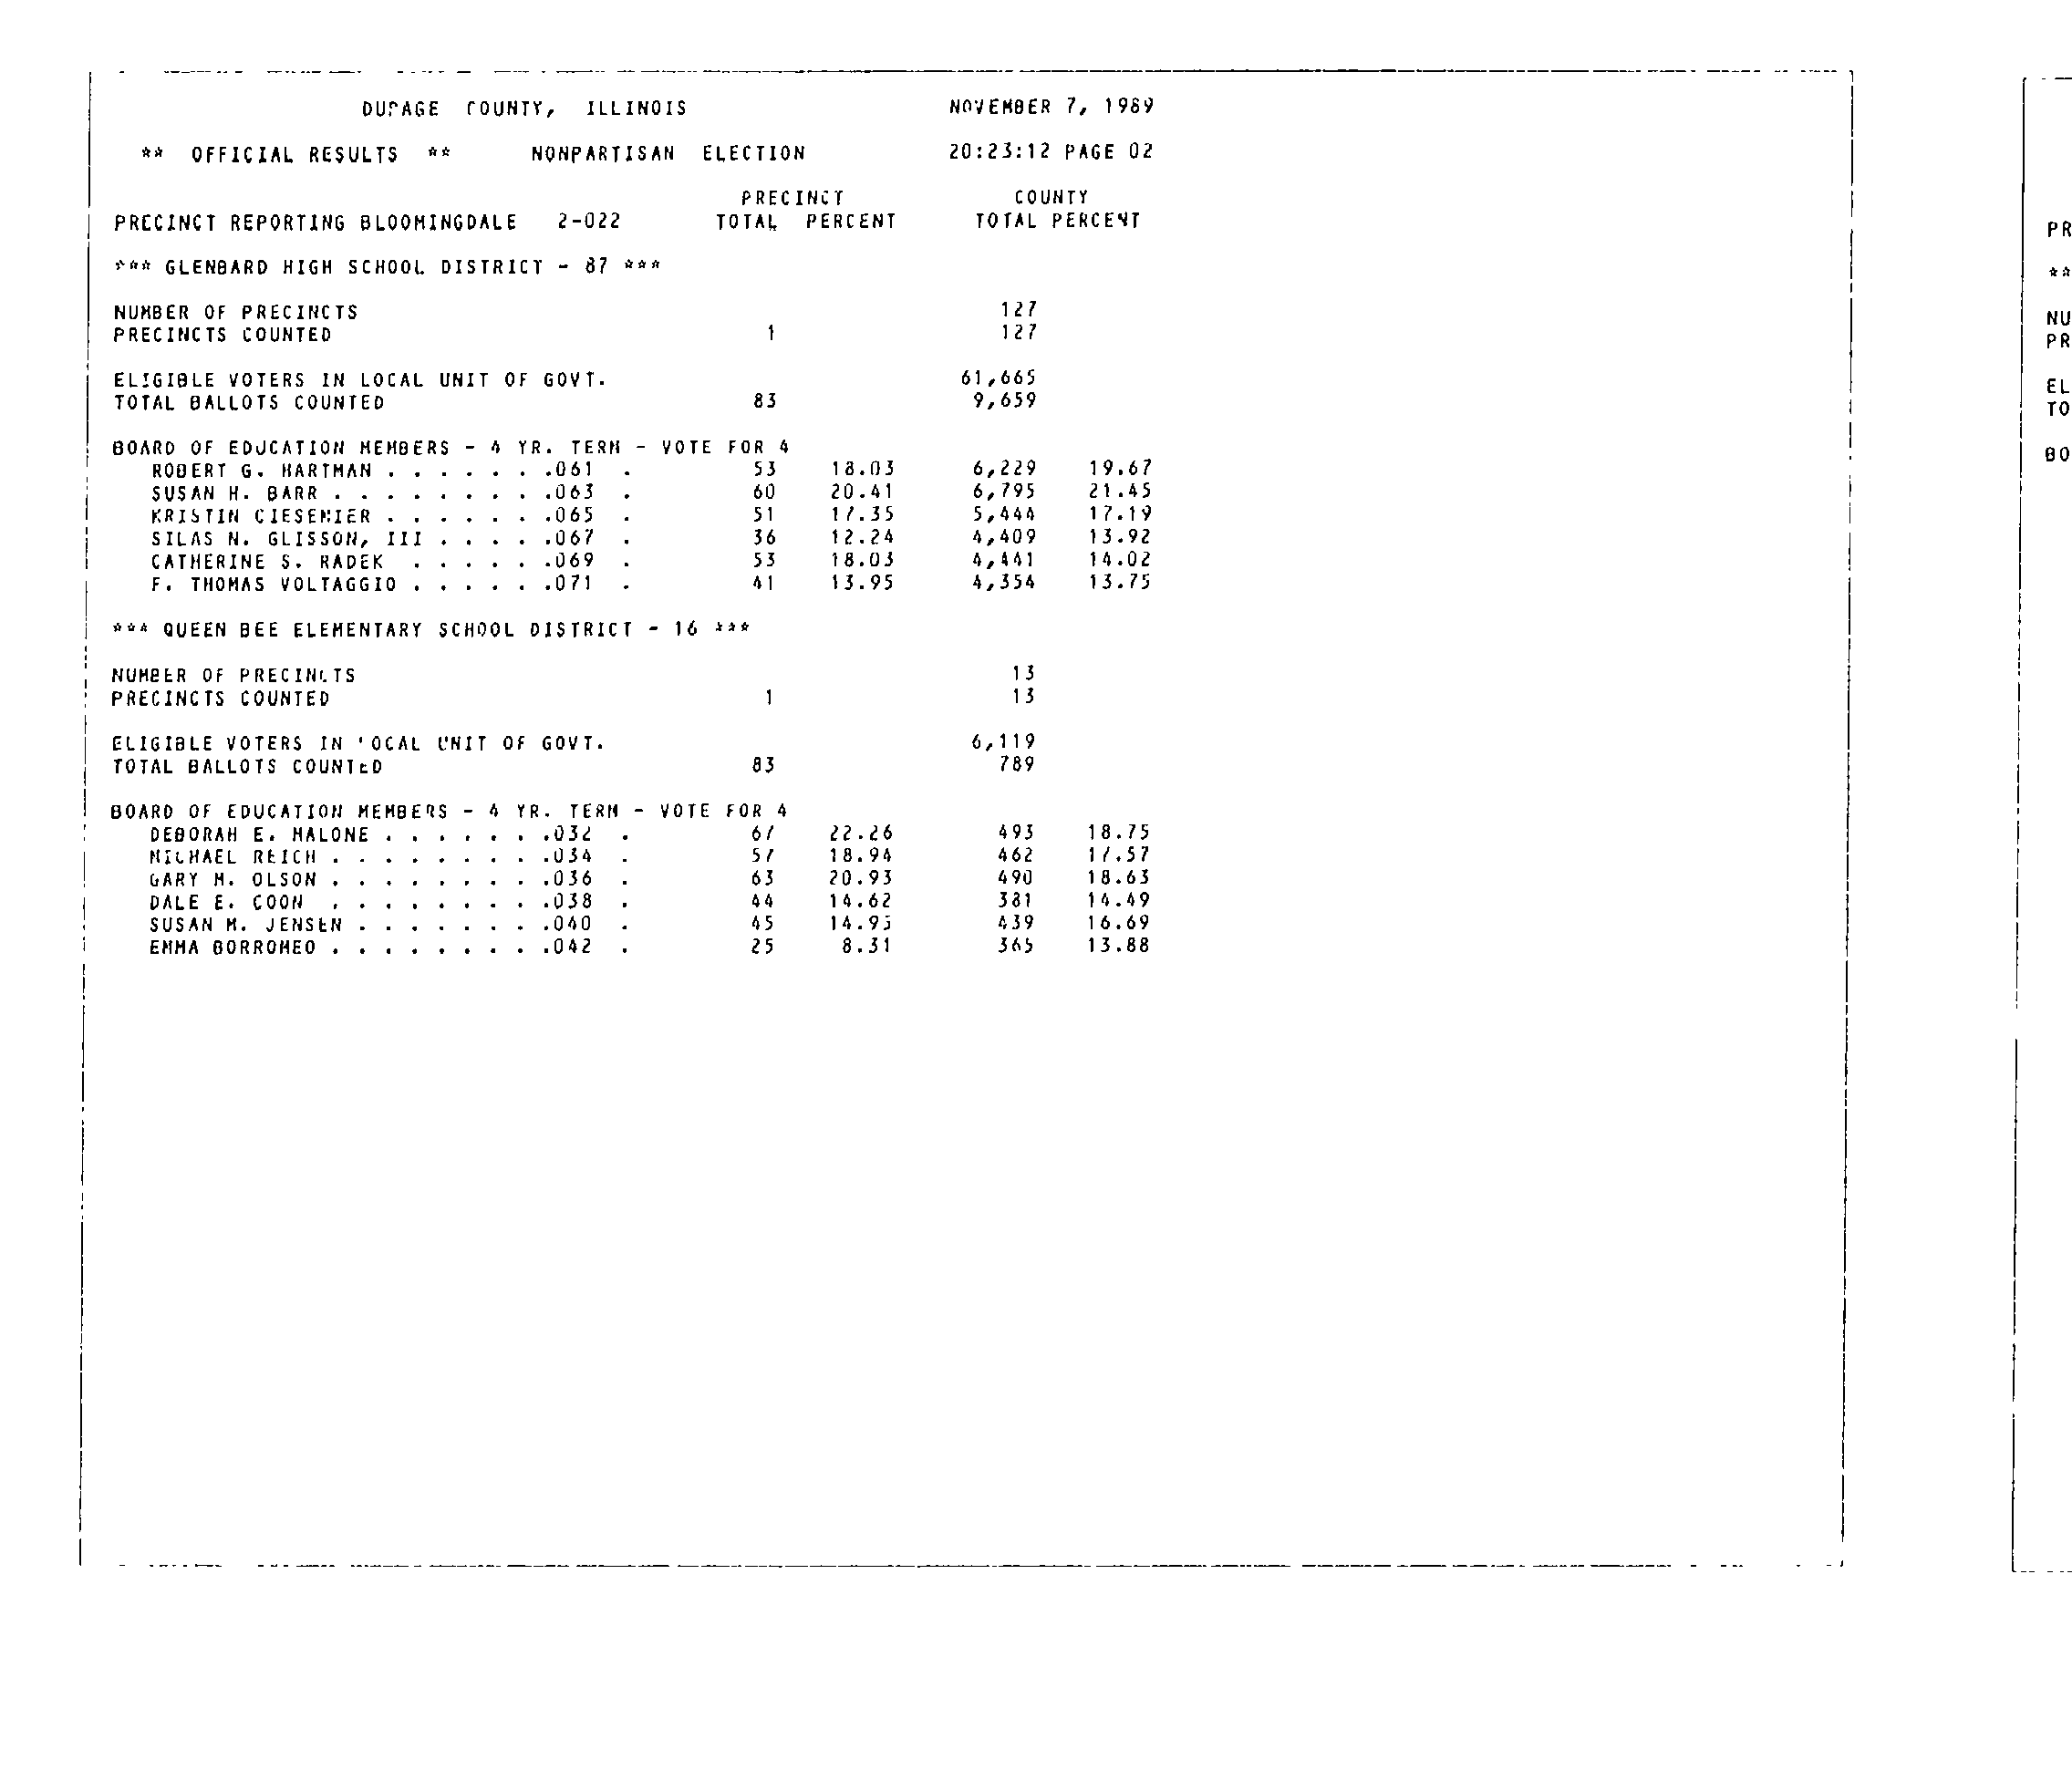 DUPAGE COUNTY, ILLINOIS NOVEMBER 7, 1989
** OFFICIAL RESULTS ** NONPARTISAN ELECTION 20:23:12 PAGE 02
PRECINCT COUNTY
PRECINCT REPORTING BLOOMINGDALE 2-022 TOTAL PERCENT TOTAL PERCENT
*** GLENBARD HIGH SCHOOL DISTRICT - 87 ***
NUMBER OF PRECINCTS 127
PRECINCTS COUNTED 1 127
ELIGIBLE VOTERS IN LOCAL UNIT OF GOVT. 61,665
TOTAL BALLOTS COUNTED 83 9,659
BOARD OF EDUCATION MEMBERS - 4 YR. TERM - VOTE FOR 4
ROBERT G. HARTMAN . . . . . . .061 . 53 18.03 6,229 19.67
SUSAN H. BARR . . . . . . . . .063 . 60 20.41 6,795 21.45
KRISTIN CIESEMIER . . . . . . .065 . 51 17.35 5,444 17.19
SILAS N. GLISSON, III . . . . .067 . 36 12.24 4,409 13.92
CATHERINE S. RADEK . . . . . .069 . 53 18.03 4,441 14.02
F. THOMAS VOLTAGGIO . . . . . .071 . 41 13.95 4,354 13.75
*** QUEEN BEE ELEMENTARY SCHOOL DISTRICT - 16 ***
NUMBER OF PRECINCTS 13
PRECINCTS COUNTED 1 13
ELIGIBLE VOTERS IN LOCAL UNIT OF GOVT. 6,119
TOTAL BALLOTS COUNTED 83 789
BOARD OF EDUCATION MEMBERS - 4 YR. TERM - VOTE FOR 4
DEBORAH E. MALONE . . . . . . .032 . 67 22.26 493 18.75
MICHAEL REICH . . . . . . . . .034 . 57 18.94 462 17.57
GARY M. OLSON . . . . . . . . .036 . 63 20.93 490 18.63
DALE E. COON . . . . . . . . .038 . 44 14.62 381 14.49
SUSAN M. JENSEN . . . . . . . .040 . 45 14.95 439 16.69
EMMA BORROMEO . . . . . . . . .042 . 25 8.31 365 13.88
PR
**
NU
PR
EL
TO
BO